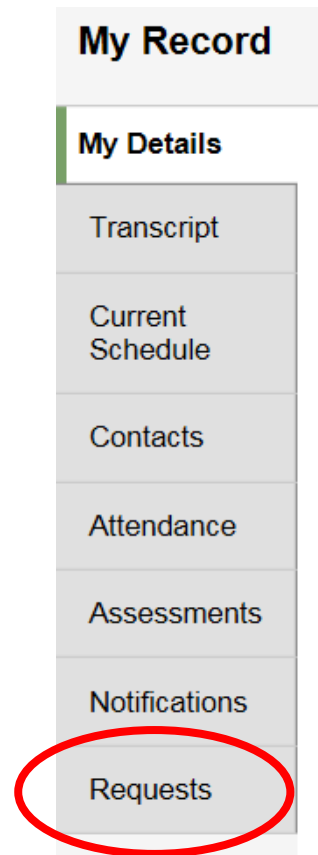 My Record
My Details
Transcript
Current
Schedule
Contacts
Attendance
Assessments
Notifications
Requests